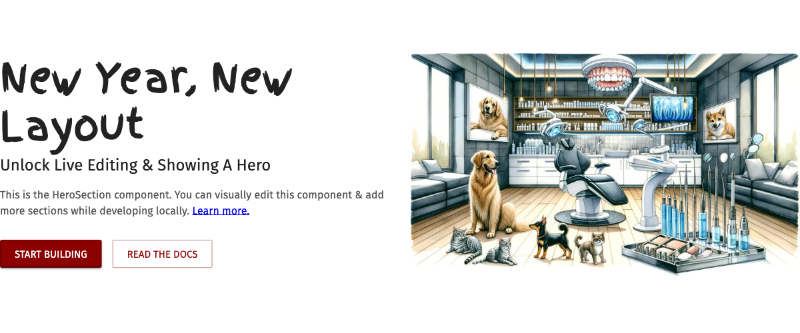 New Year, New
Layout
Unlock Live Editing & Showing A Hero
This is the HeroSection component. You can visually edit this component & add
more sections while developing locally. Learn more.
START BUILDING
READ THE DOCS